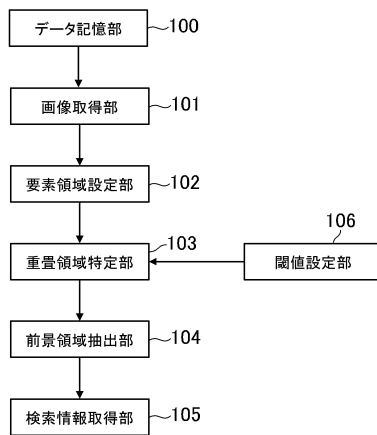 データ記憶部 100
画像取得部 101
要素領域設定部 102
106
重畳領域特定部 103
閾値設定部
前景領域抽出部 104
検索情報取得部 105